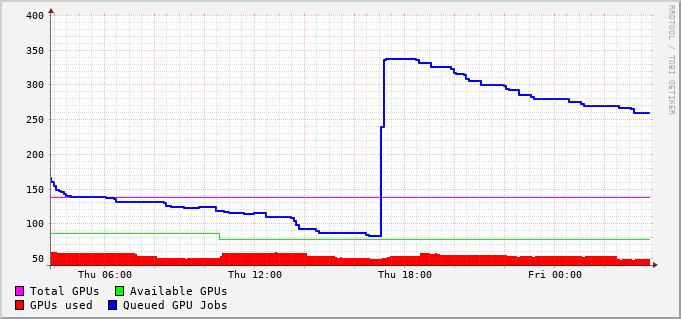 400
350
300
250
200
150
100
50
Thu 06:00 Thu 12:00 Thu 18:00 Fri 00:00
Total GPUs Available GPUs
GPUs used Queued GPU Jobs
RRDTOOL / TOBI OETIKER